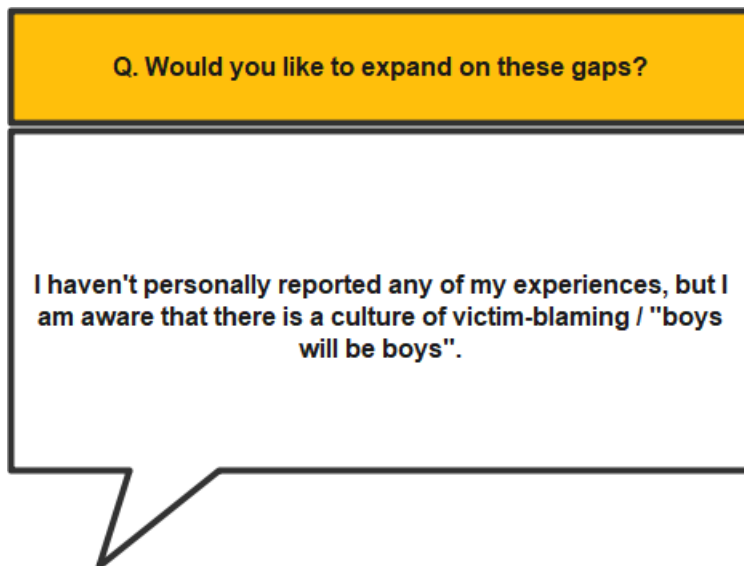 Q. Would you like to expand on these gaps?
I haven't personally reported any of my experiences, but I
am aware that there is a culture of victim-blaming / "boys
will be boys".